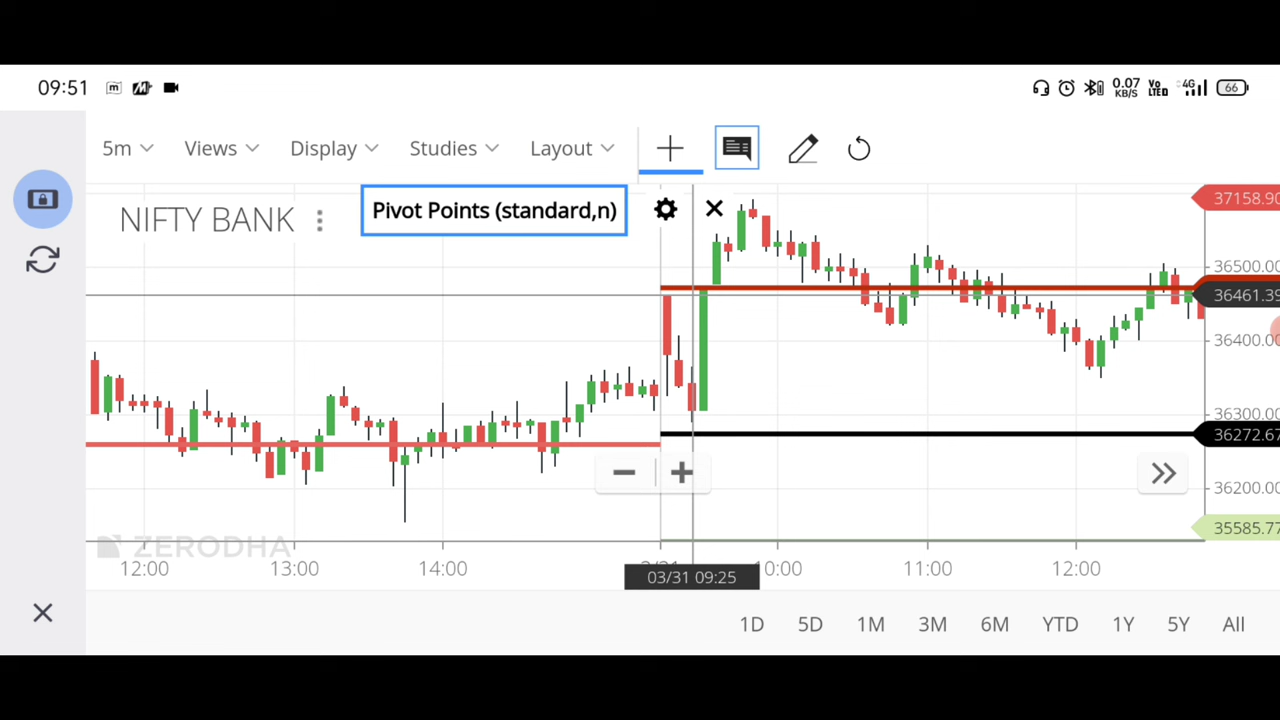 09:51 m M 0.07 KB/S Vo LTE 4G 66
5m Views Display Studies Layout
NIFTY BANK
Pivot Points (standard,n)
37158.90
36500.00
36461.39
36400.00
36300.00
36272.67
36200.00
35585.77
ZERODHA
12:00 13:00 14:00 10:00 11:00 12:00
03/31 09:25
1D 5D 1M 3M 6M YTD 1Y 5Y All